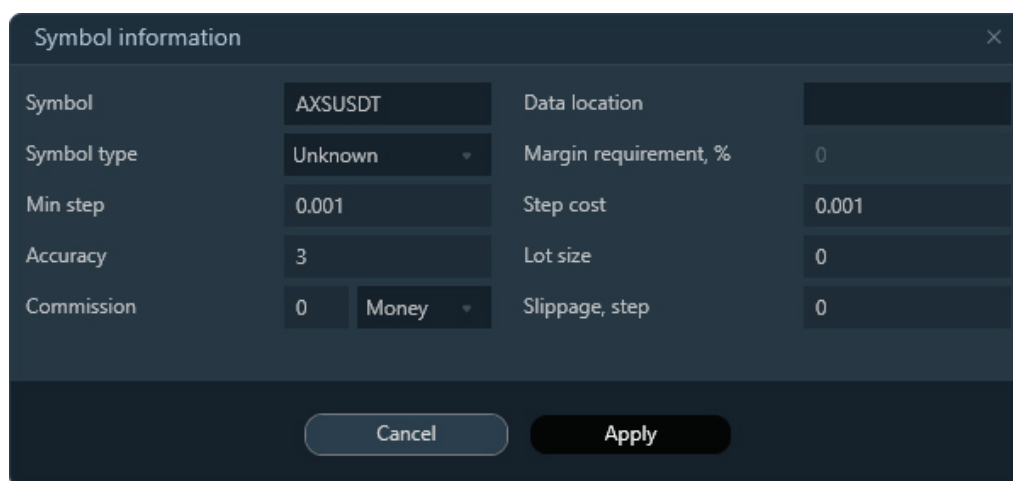 Symbol information
Symbol AXSUSDT Data location
Symbol type Unknown Margin requirement, % 0
Min step 0.001 Step cost 0.001
Accuracy 3 Lot size 0
Commission 0 Money Slippage, step 0
Cancel Apply